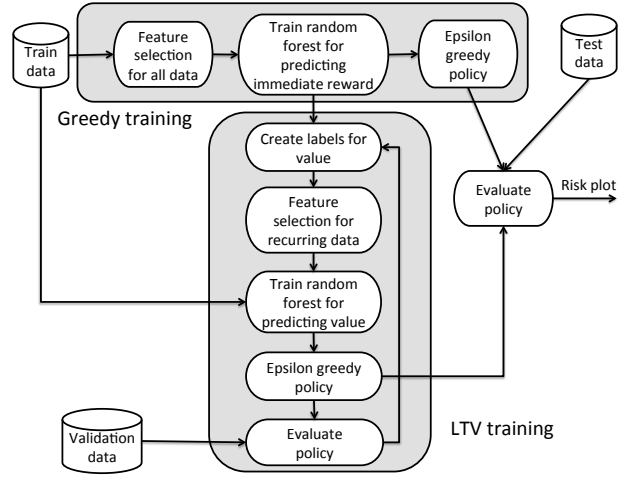 Train
data
Feature
selection
for all data
Train random
forest for
predicting
immediate reward
Epsilon
greedy
policy
Test
data
Greedy training
Create labels for
value
Feature
selection for
recurring data
Train random
forest for
predicting value
Epsilon greedy
policy
Evaluate
policy
Evaluate
policy
Risk plot
Validation
data
LTV training